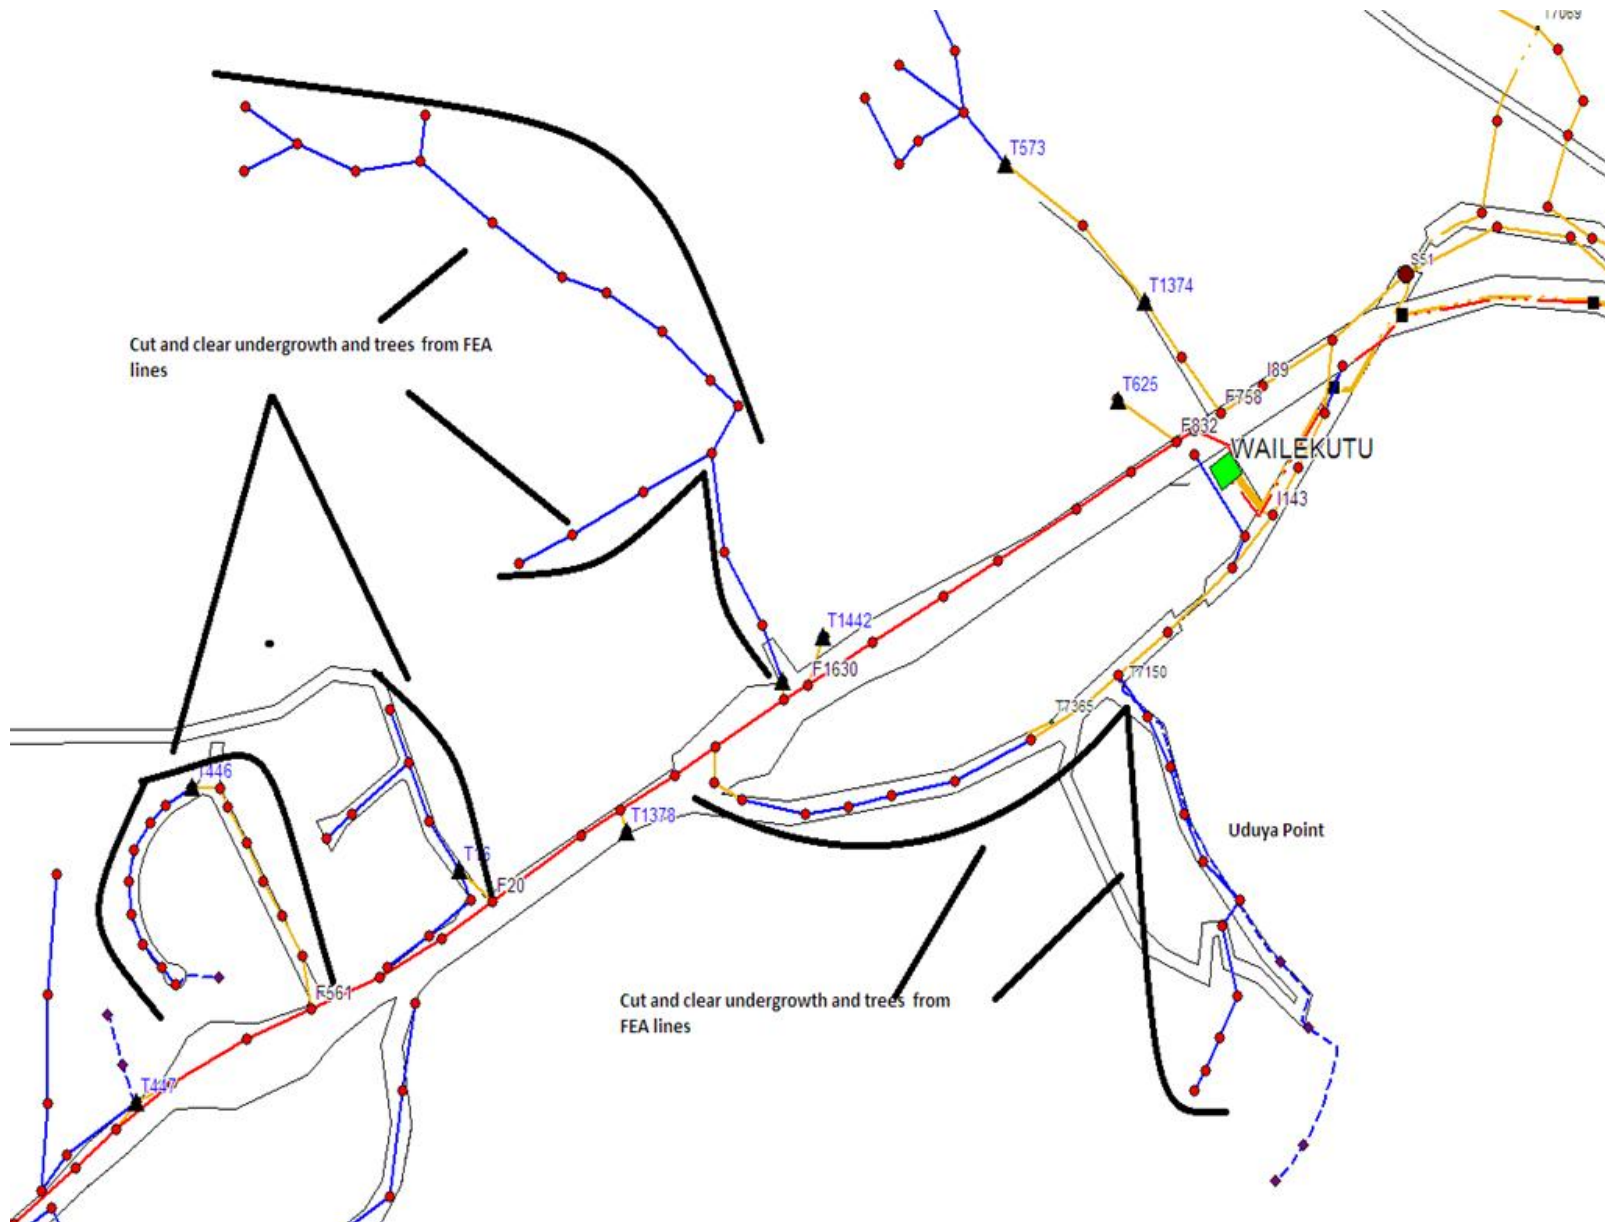 T7069
T573
S51
T1374
Cut and clear undergrowth and trees from FEA
lines
I89
T625
F758
F832
WAILEKUTU
I143
T1442
F1630
T7150
T7365
T446
T1378
Uduya Point
T16
F20
F561
Cut and clear undergrowth and trees from
FEA lines
T447